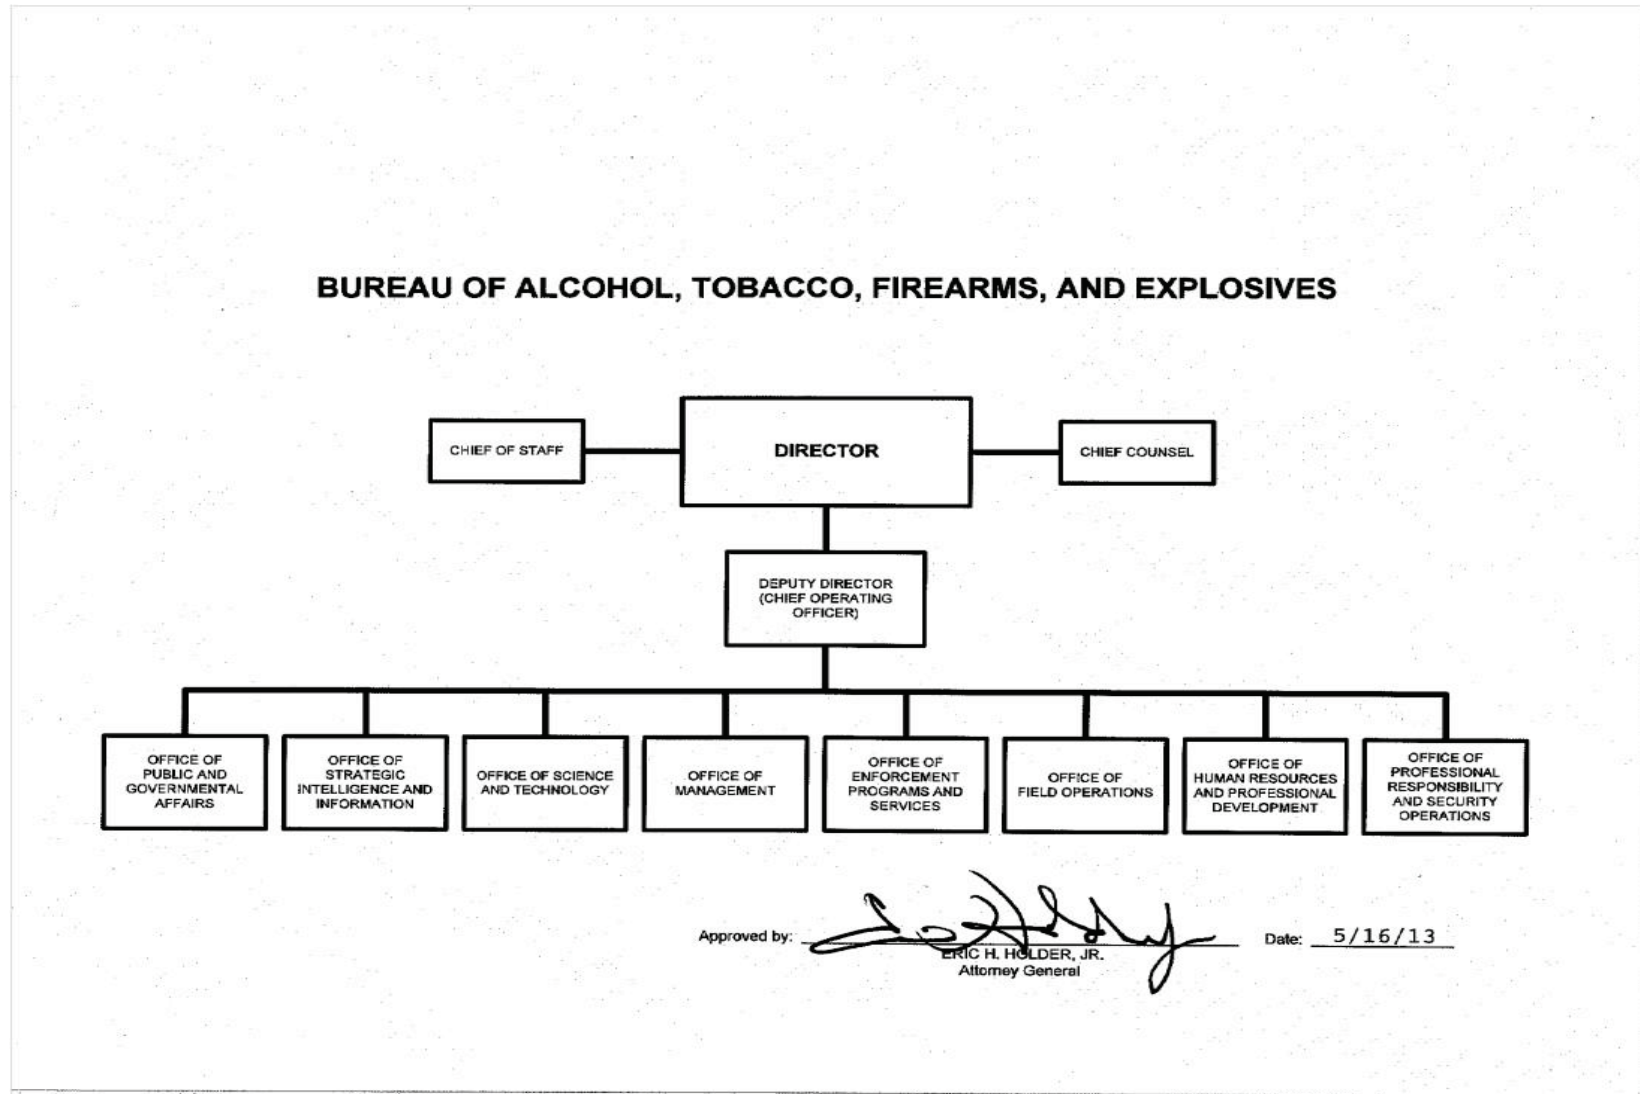 BUREAU OF ALCOHOL, TOBACCO, FIREARMS, AND EXPLOSIVES
CHIEF OF STAFF
DIRECTOR
CHIEF COUNSEL
DEPUTY DIRECTOR
(CHIEF OPERATING
OFFICER)
OFFICE OF
PUBLIC AND
GOVERNMENTAL
AFFAIRS
OFFICE OF
STRATEGIC
INTELLIGENCE AND
INFORMATION
OFFICE OF SCIENCE
AND TECHNOLOGY
OFFICE OF
MANAGEMENT
OFFICE OF
ENFORCEMENT
PROGRAMS AND
SERVICES
OFFICE OF
FIELD OPERATIONS
OFFICE OF
HUMAN RESOURCES
AND PROFESSIONAL
DEVELOPMENT
OFFICE OF
PROFESSIONAL
RESPONSIBILITY
AND SECURITY
OPERATIONS
Approved by:
ERIC H. HOLDER, JR.
Attorney General
Date: 5/16/13